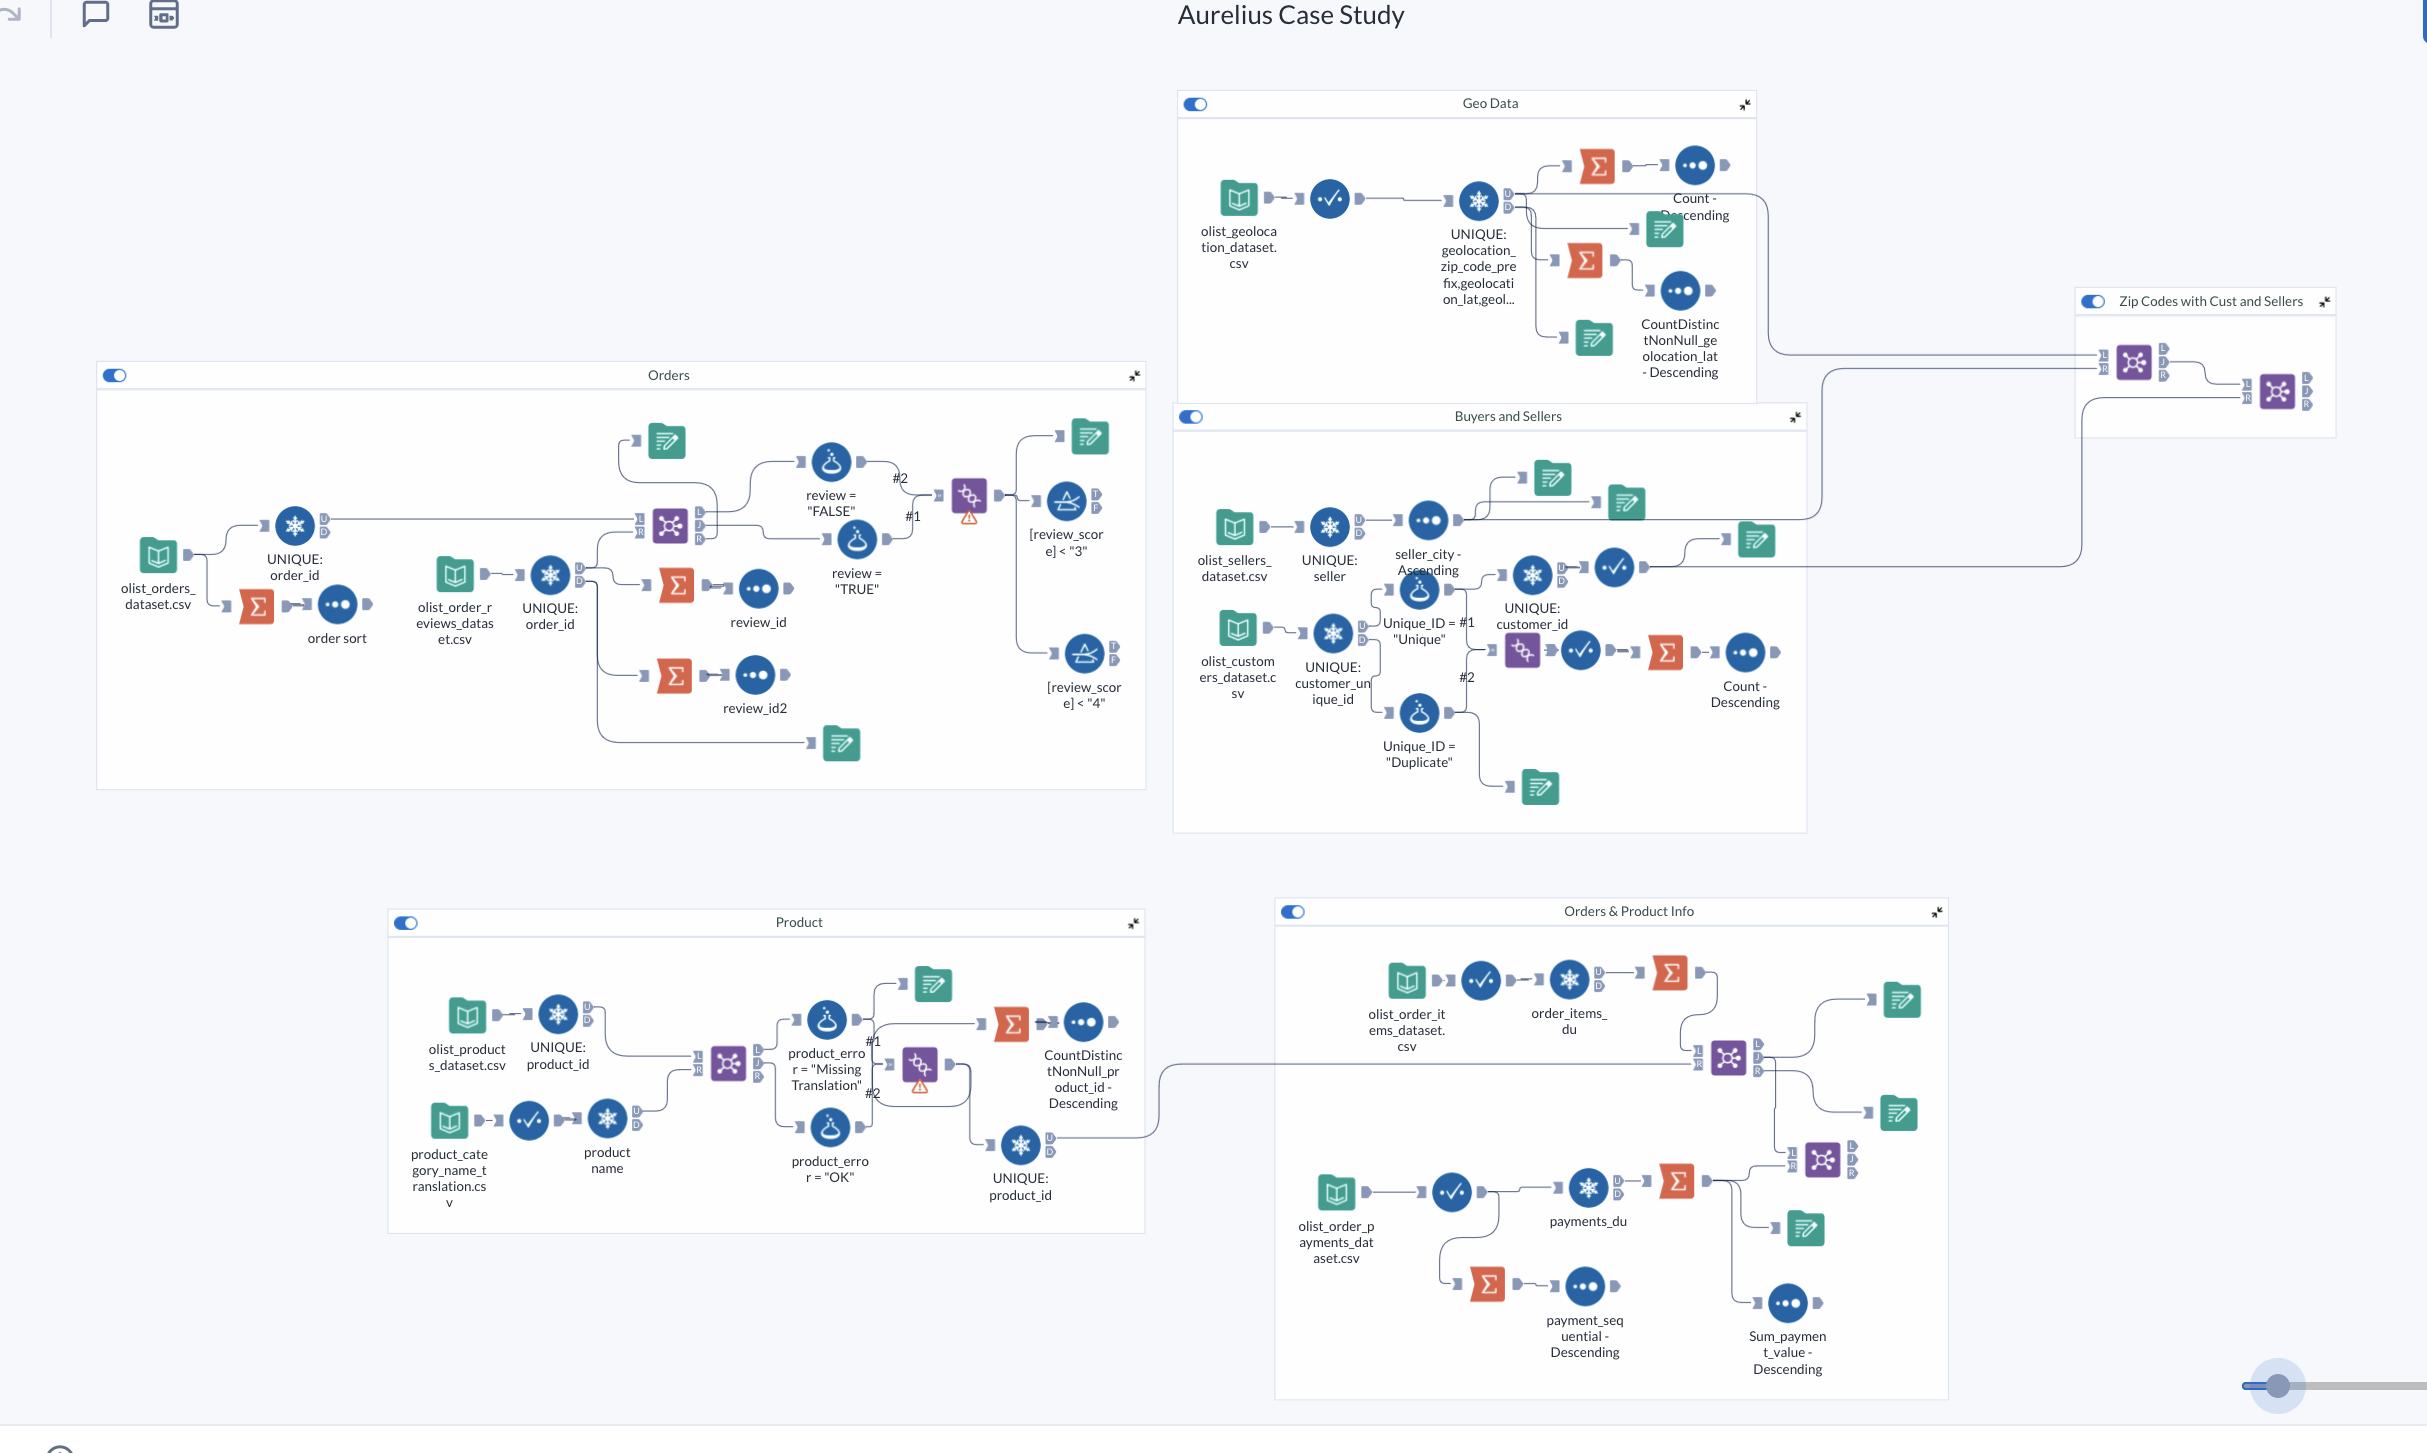 Aurelius Case Study
Geo Data
olist_geoloca
tion_dataset.
csv
UNIQUE:
geolocation_
zip_code_pre
fix,geolocati
on_lat,geol...
Count -
Descending
CountDistinc
tNonNull_ge
olocation_lat
- Descending
Zip Codes with Cust and Sellers
L
R
L
J
R
L
R
L
J
R
Orders
olist_orders_
dataset.csv
UNIQUE:
order_id
order sort
olist_order_r
eviews_datas
et.csv
UNIQUE:
order_id
review =
"FALSE"
review =
"TRUE"
#2
#1
review_id
review_id2
[review_scor
e] < "3"
[review_scor
e] < "4"
Buyers and Sellers
olist_sellers_
dataset.csv
UNIQUE:
seller
seller_city -
Ascending
olist_custom
ers_dataset.c
sv
UNIQUE:
customer_un
ique_id
Unique_ID =
"Unique"
#1
#2
Unique_ID =
"Duplicate"
UNIQUE:
customer_id
Count -
Descending
Product
olist_product
s_dataset.csv
UNIQUE:
product_id
product_cate
gory_name_t
ranslation.cs
v
product
name
product_erro
r = "Missing
Translation"
#1
#2
product_erro
r = "OK"
CountDistinc
tNonNull_pr
oduct_id -
Descending
UNIQUE:
product_id
Orders & Product Info
olist_order_it
ems_dataset.
csv
order_items_
du
olist_order_p
ayments_dat
aset.csv
payments_du
payment_seq
uential -
Descending
Sum_paymen
t_value -
Descending